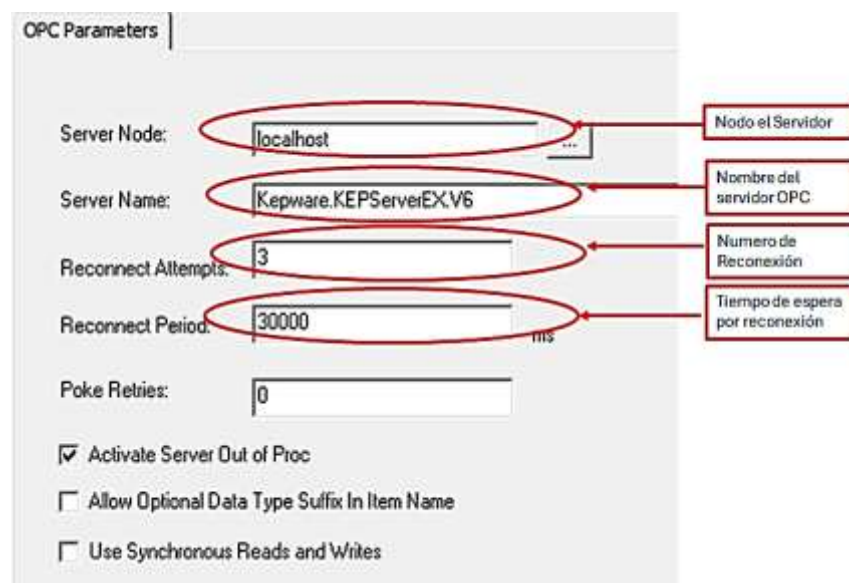 OPC Parameters
Server Node:
localhost
...
Nodo el Servidor
Server Name:
Kepware.KEPServerEX.V6
Nombre del
servidor OPC
Reconnect Attempts:
3
Numero de
Reconexión
Reconnect Period:
30000
ms
Tiempo de espera
por reconexión
Poke Retries:
0
Activate Server Out of Proc
Allow Optional Data Type Suffix In Item Name
Use Synchronous Reads and Writes